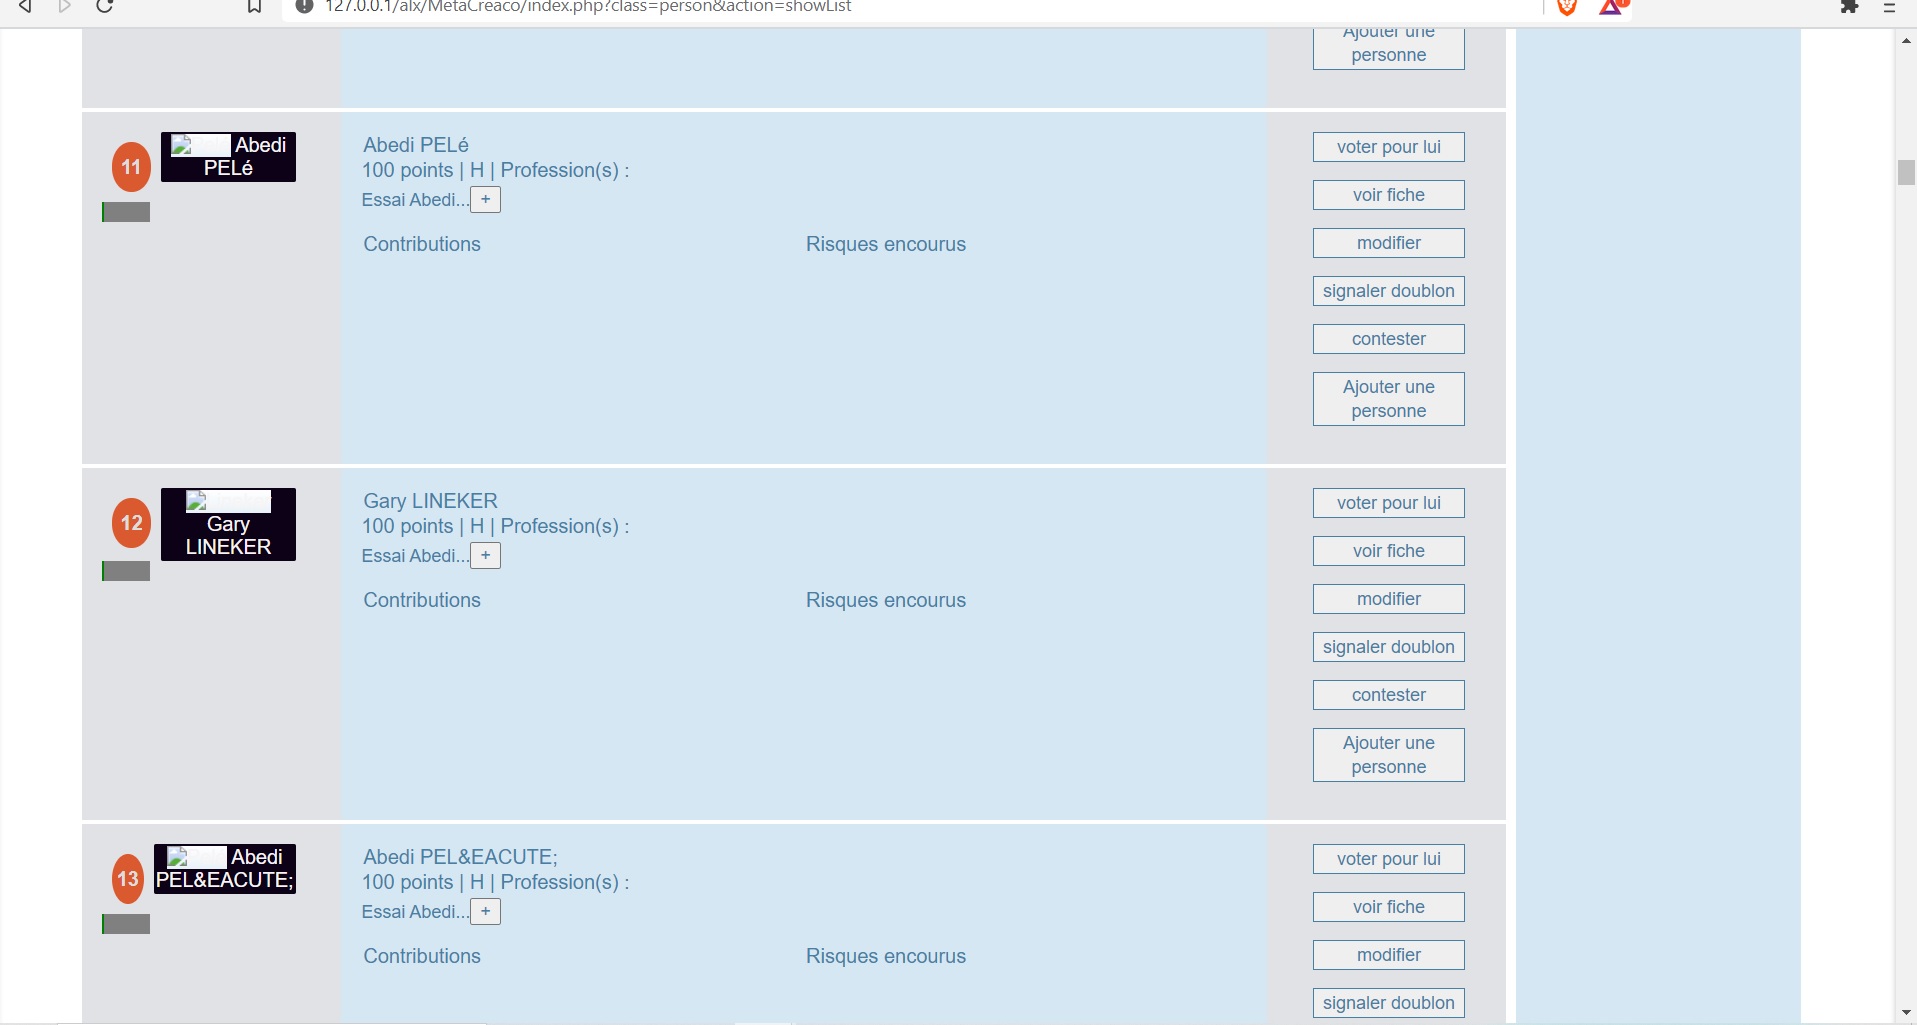 127.0.0.1/alx/MetaCreaco/index.php?class=person&action=showList
Ajouter une
personne
11
Abedi
PELé
Abedi PELé
100 points | H | Profession(s) :
Essai Abedi...
+
Contributions
Risques encourus
voter pour lui
voir fiche
modifier
signaler doublon
contester
Ajouter une
personne
12
Gary
LINEKER
Gary LINEKER
100 points | H | Profession(s) :
Essai Abedi...
+
Contributions
Risques encourus
voter pour lui
voir fiche
modifier
signaler doublon
contester
Ajouter une
personne
13
Abedi
PEL&EACUTE;
Abedi PEL&EACUTE;
100 points | H | Profession(s) :
Essai Abedi...
+
Contributions
Risques encourus
voter pour lui
voir fiche
modifier
signaler doublon